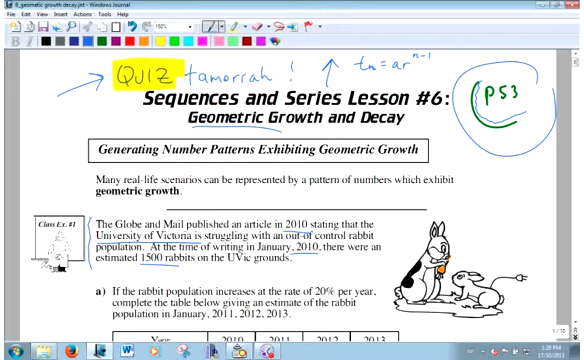 6_geometric growth decay.jnt - Windows Journal
File Edit View Insert Actions Tools Help
150%
QUIZ tamorrah !
tn = ar^n-1
Sequences and Series Lesson #6:
Geometric Growth and Decay
P53
Generating Number Patterns Exhibiting Geometric Growth
Many real-life scenarios can be represented by a pattern of numbers which exhibit
geometric growth.
Class Ex. #1
The Globe and Mail published an article in 2010 stating that the
University of Victoria is struggling with an out-of control rabbit
population. At the time of writing in January, 2010, there were an
estimated 1500 rabbits on the UVic grounds.
a) If the rabbit population increases at the rate of 20% per year,
complete the table below giving an estimate of the rabbit
population in January, 2011, 2012, 2013.
Year 2010 2011 2012 2013
1 / 10
1:29 PM
17/10/2013